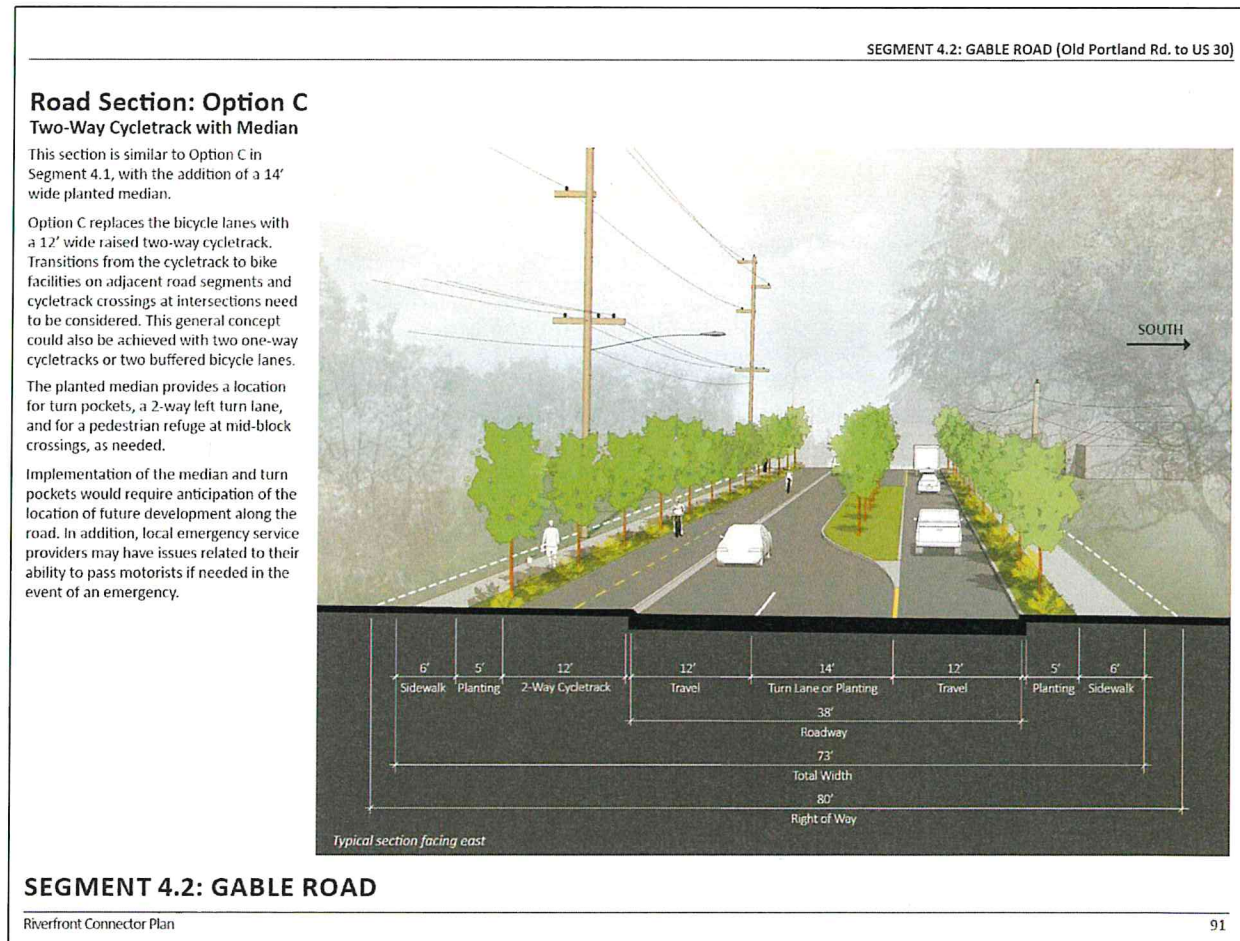 SEGMENT 4.2: GABLE ROAD (Old Portland Rd. to US 30)
Road Section: Option C
Two-Way Cycletrack with Median
This section is similar to Option C in
Segment 4.1, with the addition of a 14'
wide planted median.
Option C replaces the bicycle lanes with
a 12' wide raised two-way cycletrack.
Transitions from the cycletrack to bike
facilities on adjacent road segments and
cycletrack crossings at intersections need
to be considered. This general concept
could also be achieved with two one-way
cycletracks or two buffered bicycle lanes.
The planted median provides a location
for turn pockets, a 2-way left turn lane,
and for a pedestrian refuge at mid-block
crossings, as needed.
Implementation of the median and turn
pockets would require anticipation of the
location of future development along the
road. In addition, local emergency service
providers may have issues related to their
ability to pass motorists if needed in the
event of an emergency.
SOUTH
6' 5' 12' 12' 14' 12' 5' 6'
Sidewalk Planting 2-Way Cycletrack Travel Turn Lane or Planting Travel Planting Sidewalk
38'
Roadway
73'
Total Width
80'
Right of Way
Typical section facing east
SEGMENT 4.2: GABLE ROAD
Riverfront Connector Plan 91